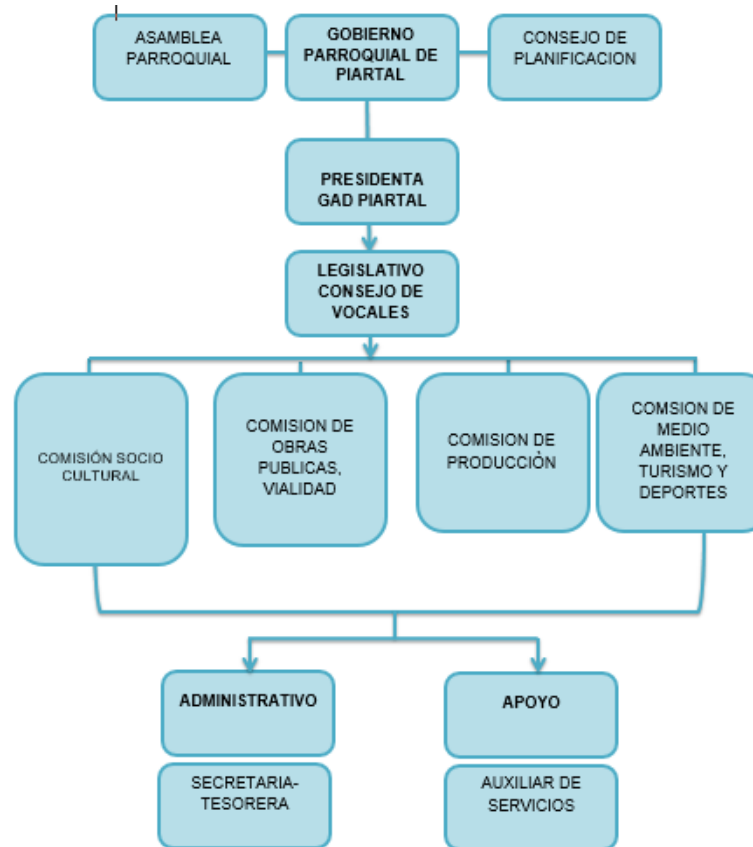 ASAMBLEA
PARROQUIAL
GOBIERNO
PARROQUIAL DE
PIARTAL
CONSEJO DE
PLANIFICACION
PRESIDENTA
GAD PIARTAL
LEGISLATIVO
CONSEJO DE
VOCALES
COMISIÓN SOCIO
CULTURAL
COMISION DE
OBRAS
PUBLICAS,
VIALIDAD
COMISION DE
PRODUCCIÒN
COMSION DE
MEDIO
AMBIENTE,
TURISMO Y
DEPORTES
ADMINISTRATIVO
APOYO
SECRETARIA-
TESORERA
AUXILIAR DE
SERVICIOS